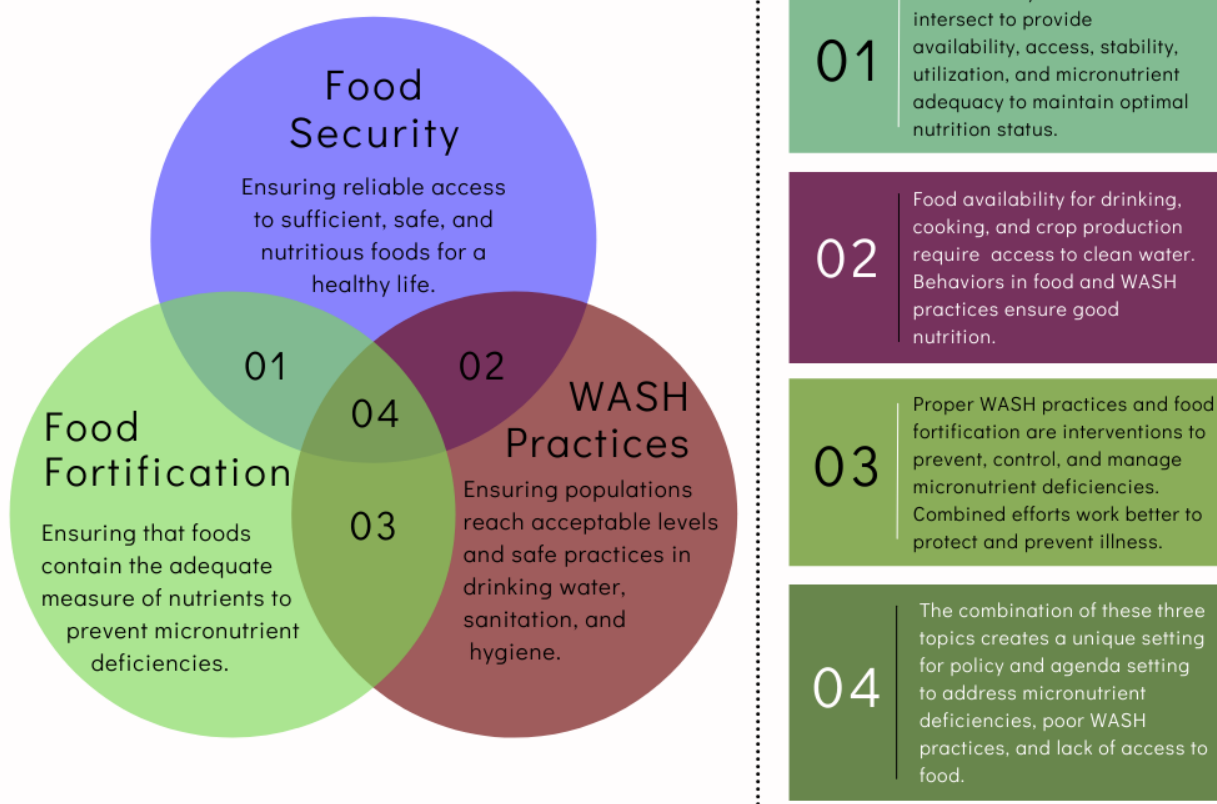 Food
Security
Ensuring reliable access
to sufficient, safe, and
nutritious foods for a
healthy life.
01
02
04
03
Food
Fortification
Ensuring that foods
contain the adequate
measure of nutrients to
prevent micronutrient
deficiencies.
WASH
Practices
Ensuring populations
reach acceptable levels
and safe practices in
drinking water,
sanitation, and
hygiene.
01
intersect to provide
availability, access, stability,
utilization, and micronutrient
adequacy to maintain optimal
nutrition status.
02
Food availability for drinking,
cooking, and crop production
require  access to clean water.
Behaviors in food and WASH
practices ensure good
nutrition.
03
Proper WASH practices and food
fortification are interventions to
prevent, control, and manage
micronutrient deficiencies.
Combined efforts work better to
protect and prevent illness.
04
The combination of these three
topics creates a unique setting
for policy and agenda setting
to address micronutrient
deficiencies, poor WASH
practices, and lack of access to
food.